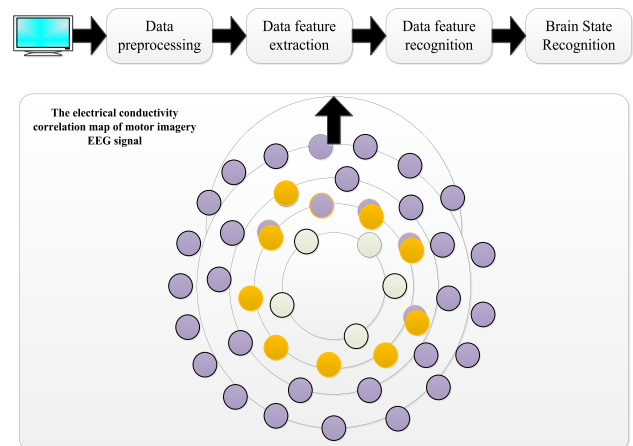 Data
preprocessing
Data feature
extraction
Data feature
recognition
Brain State
Recognition
The electrical conductivity
correlation map of motor imagery
EEG signal